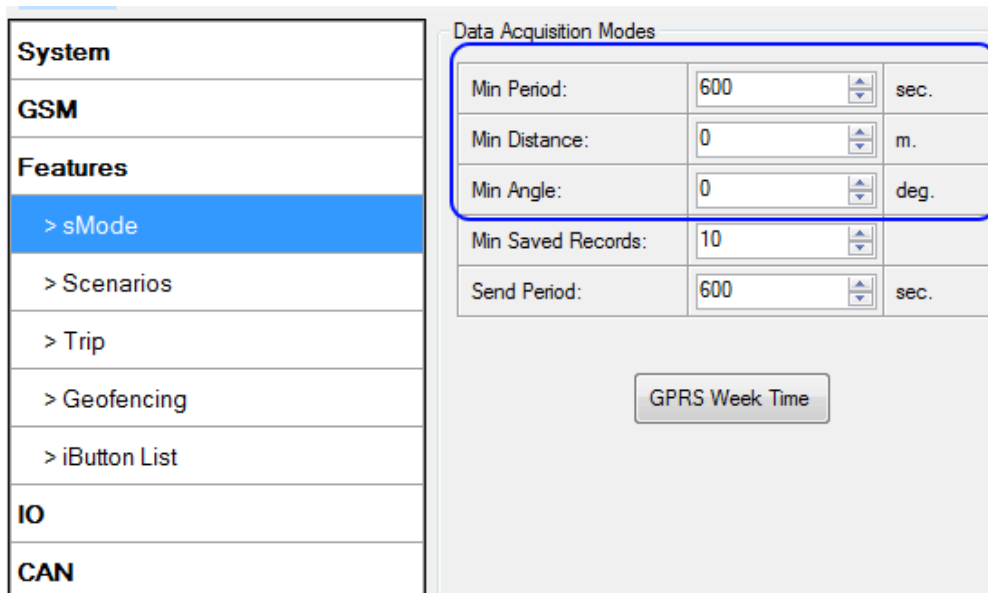 System
GSM
Features
> sMode
> Scenarios
> Trip
> Geofencing
> iButton List
IO
CAN
Data Acquisition Modes
Min Period: 600 sec.
Min Distance: 0 m.
Min Angle: 0 deg.
Min Saved Records: 10
Send Period: 600 sec.
GPRS Week Time